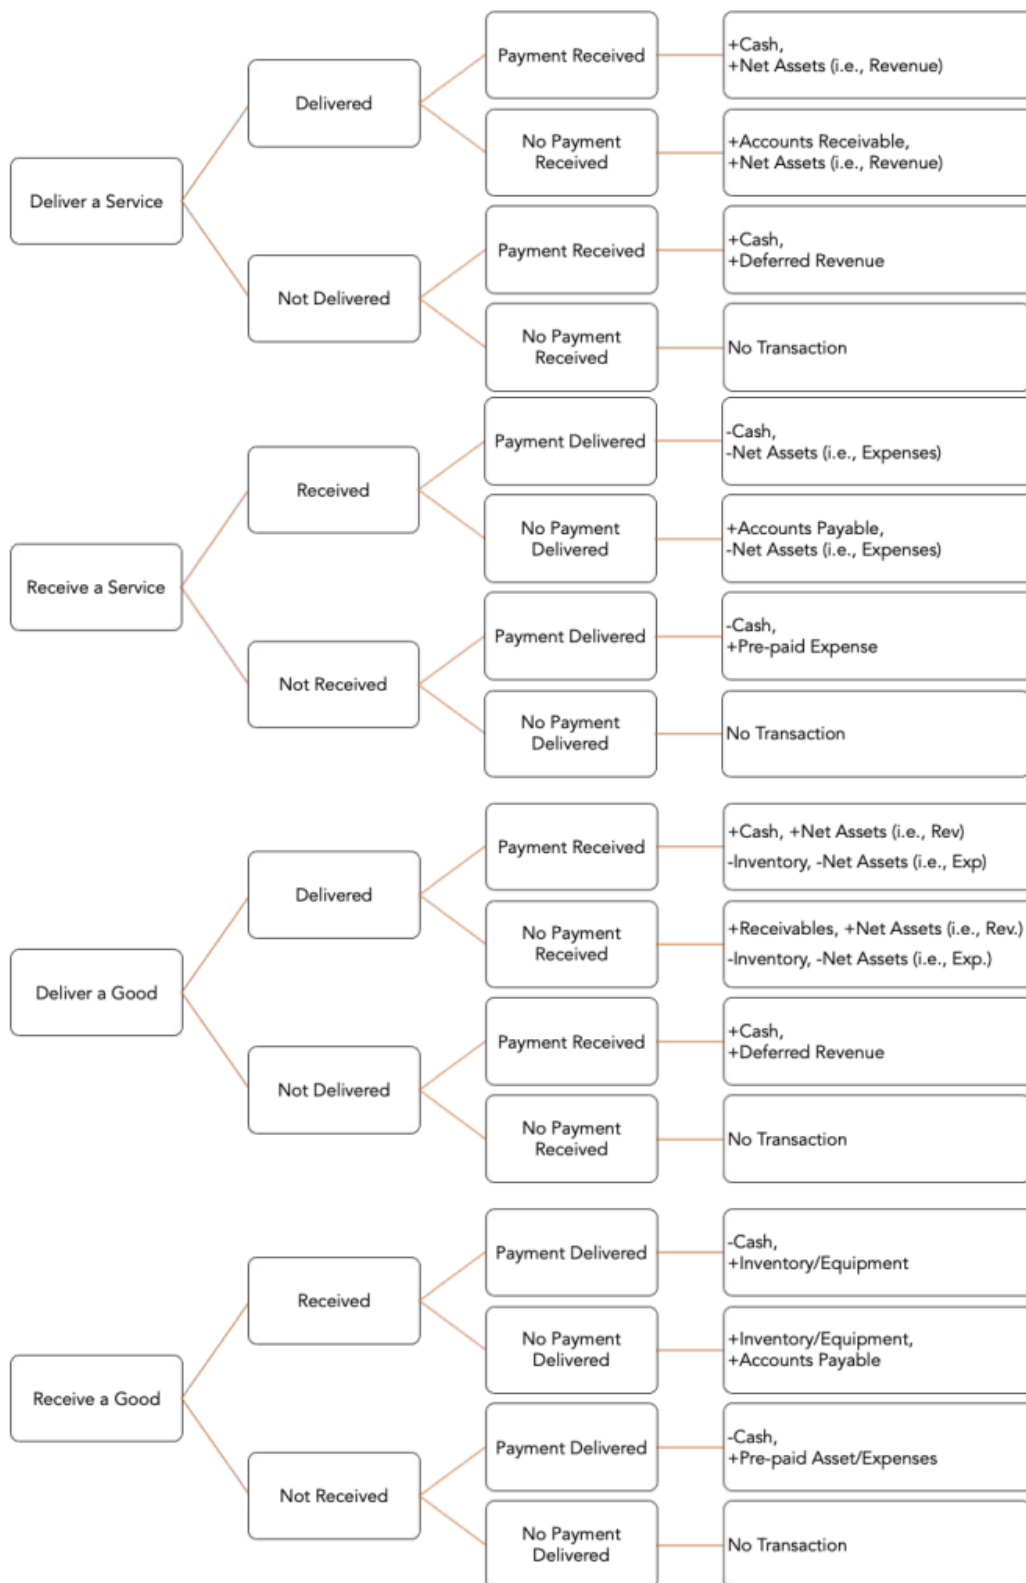 Deliver a Service
Delivered
Payment Received
+Cash,
+Net Assets (i.e., Revenue)
No Payment
Received
+Accounts Receivable,
+Net Assets (i.e., Revenue)
Not Delivered
Payment Received
+Cash,
+Deferred Revenue
No Payment
Received
No Transaction
Receive a Service
Received
Payment Delivered
-Cash,
-Net Assets (i.e., Expenses)
No Payment
Delivered
+Accounts Payable,
-Net Assets (i.e., Expenses)
Not Received
Payment Delivered
-Cash,
+Pre-paid Expense
No Payment
Delivered
No Transaction
Deliver a Good
Delivered
Payment Received
+Cash, +Net Assets (i.e., Rev)
-Inventory, -Net Assets (i.e., Exp)
No Payment
Received
+Receivables, +Net Assets (i.e., Rev.)
-Inventory, -Net Assets (i.e., Exp.)
Not Delivered
Payment Received
+Cash,
+Deferred Revenue
No Payment
Received
No Transaction
Receive a Good
Received
Payment Delivered
-Cash,
+Inventory/Equipment
No Payment
Delivered
+Inventory/Equipment,
+Accounts Payable
Not Received
Payment Delivered
-Cash,
+Pre-paid Asset/Expenses
No Payment
Delivered
No Transaction